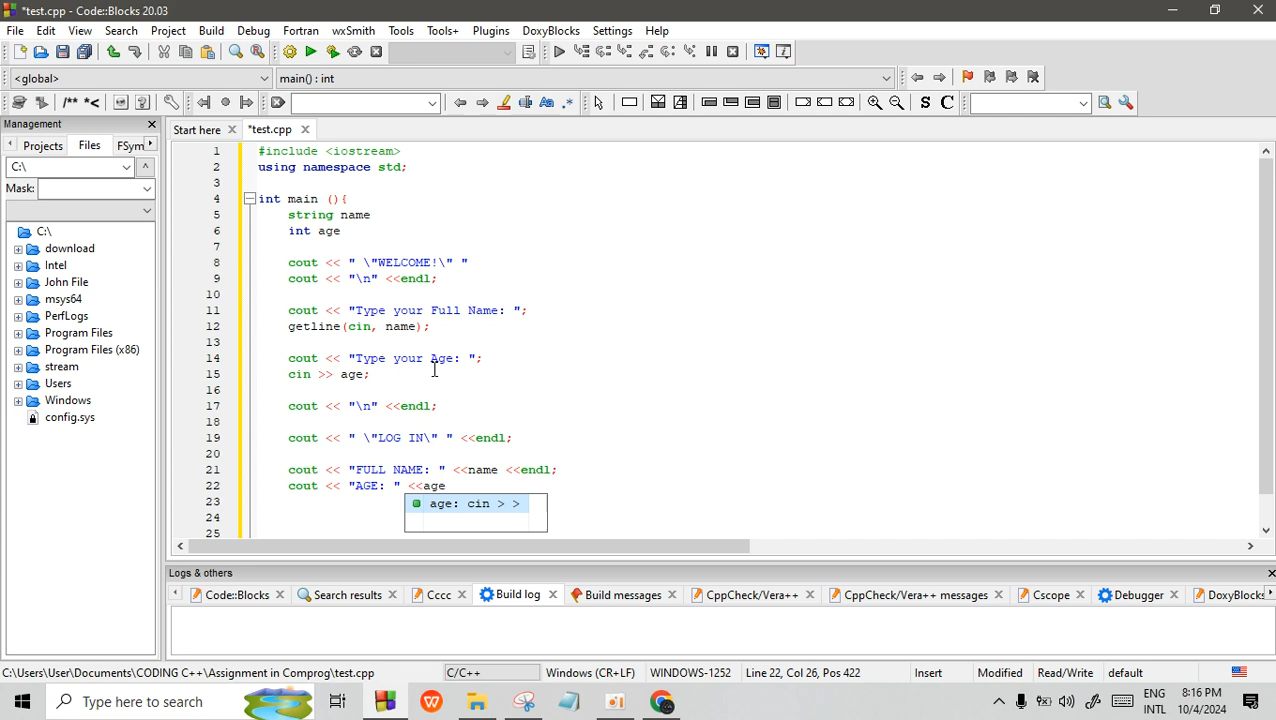 *test.cpp - Code::Blocks 20.03
File Edit View Search Project Build Debug Fortran wxSmith Tools Tools+ Plugins DoxyBlocks Settings Help
<global> main() : int
/** *<
Management
Start here *test.cpp
Projects Files FSym
C:\
Mask:
C:\
download
Intel
John File
msys64
PerfLogs
Program Files
Program Files (x86)
stream
Users
Windows
config.sys
1 #include <iostream>
2 using namespace std;
3
4 int main (){
5 string name
6 int age
7
8 cout << " \"WELCOME!\" "
9 cout << "\n" <<endl;
10
11 cout << "Type your Full Name: ";
12 getline(cin, name);
13
14 cout << "Type your Age: ";
15 cin >> age;
16
17 cout << "\n" <<endl;
18
19 cout << " \"LOG IN\" " <<endl;
20
21 cout << "FULL NAME: " <<name <<endl;
22 cout << "AGE: " <<age
23 age: cin > >
24
25
Logs & others
Code::Blocks Search results Cccc Build log Build messages CppCheck/Vera++ CppCheck/Vera++ messages Cscope Debugger DoxyBlocks
C:\Users\User\Documents\CODING C++\Assignment in Comprog\test.cpp C/C++ Windows (CR+LF) WINDOWS-1252 Line 22, Col 26, Pos 422 Insert Modified Read/Write default
Type here to search
ENG
INTL
8:16 PM
10/4/2024